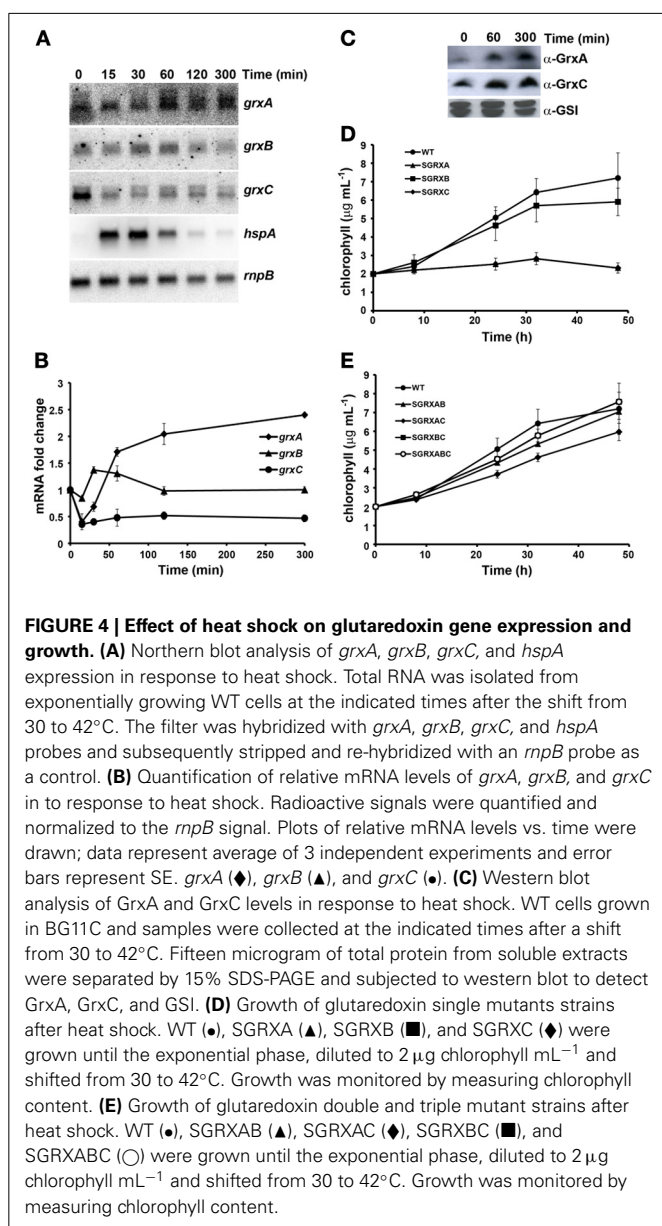 A
0 15 30 60 120 300 Time (min)
grxA
grxB
grxC
hspA
rnpB
B
mRNA fold change
3
2.5
2
1.5
1
0.5
0
0 50 100 150 200 250 300
Time (min)
grxA
grxB
grxC
C
0 60 300 Time (min)
α-GrxA
α-GrxC
α-GSI
D
chlorophyll (μg mL⁻¹)
9
8
7
6
5
4
3
2
1
0
0 10 20 30 40 50
Time (h)
WT
SGRXA
SGRXB
SGRXC
E
chlorophyll (μg mL⁻¹)
9
8
7
6
5
4
3
2
1
0
0 10 20 30 40 50
Time (h)
WT
SGRXAB
SGRXAC
SGRXBC
SGRXABC
FIGURE 4 | Effect of heat shock on glutaredoxin gene expression and
growth. (A) Northern blot analysis of grxA, grxB, grxC, and hspA
expression in response to heat shock. Total RNA was isolated from
exponentially growing WT cells at the indicated times after the shift from
30 to 42°C. The filter was hybridized with grxA, grxB, grxC, and hspA
probes and subsequently stripped and re-hybridized with an rnpB probe as
a control. (B) Quantification of relative mRNA levels of grxA, grxB, and grxC
in to response to heat shock. Radioactive signals were quantified and
normalized to the rnpB signal. Plots of relative mRNA levels vs. time were
drawn; data represent average of 3 independent experiments and error
bars represent SE. grxA (◆), grxB (▲), and grxC (●). (C) Western blot
analysis of GrxA and GrxC levels in response to heat shock. WT cells grown
in BG11C and samples were collected at the indicated times after a shift
from 30 to 42°C. Fifteen microgram of total protein from soluble extracts
were separated by 15% SDS-PAGE and subjected to western blot to detect
GrxA, GrxC, and GSI. (D) Growth of glutaredoxin single mutants strains
after heat shock. WT (●), SGRXA (▲), SGRXB (■), and SGRXC (◆) were
grown until the exponential phase, diluted to 2 μg chlorophyll mL⁻¹ and
shifted from 30 to 42°C. Growth was monitored by measuring chlorophyll
content. (E) Growth of glutaredoxin double and triple mutant strains after
heat shock. WT (●), SGRXAB (▲), SGRXAC (◆), SGRXBC (■), and
SGRXABC (○) were grown until the exponential phase, diluted to 2 μg
chlorophyll mL⁻¹ and shifted from 30 to 42°C. Growth was monitored by
measuring chlorophyll content.